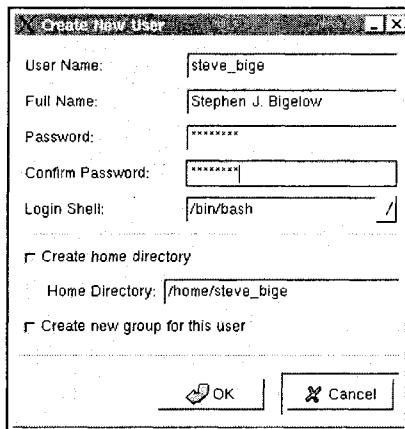 Create New User
User Name: steve_bige
Full Name: Stephen J. Bigelow
Password: ********
Confirm Password: ********
Login Shell: /bin/bash
Create home directory
Home Directory: /home/steve_bige
Create new group for this user
OK Cancel